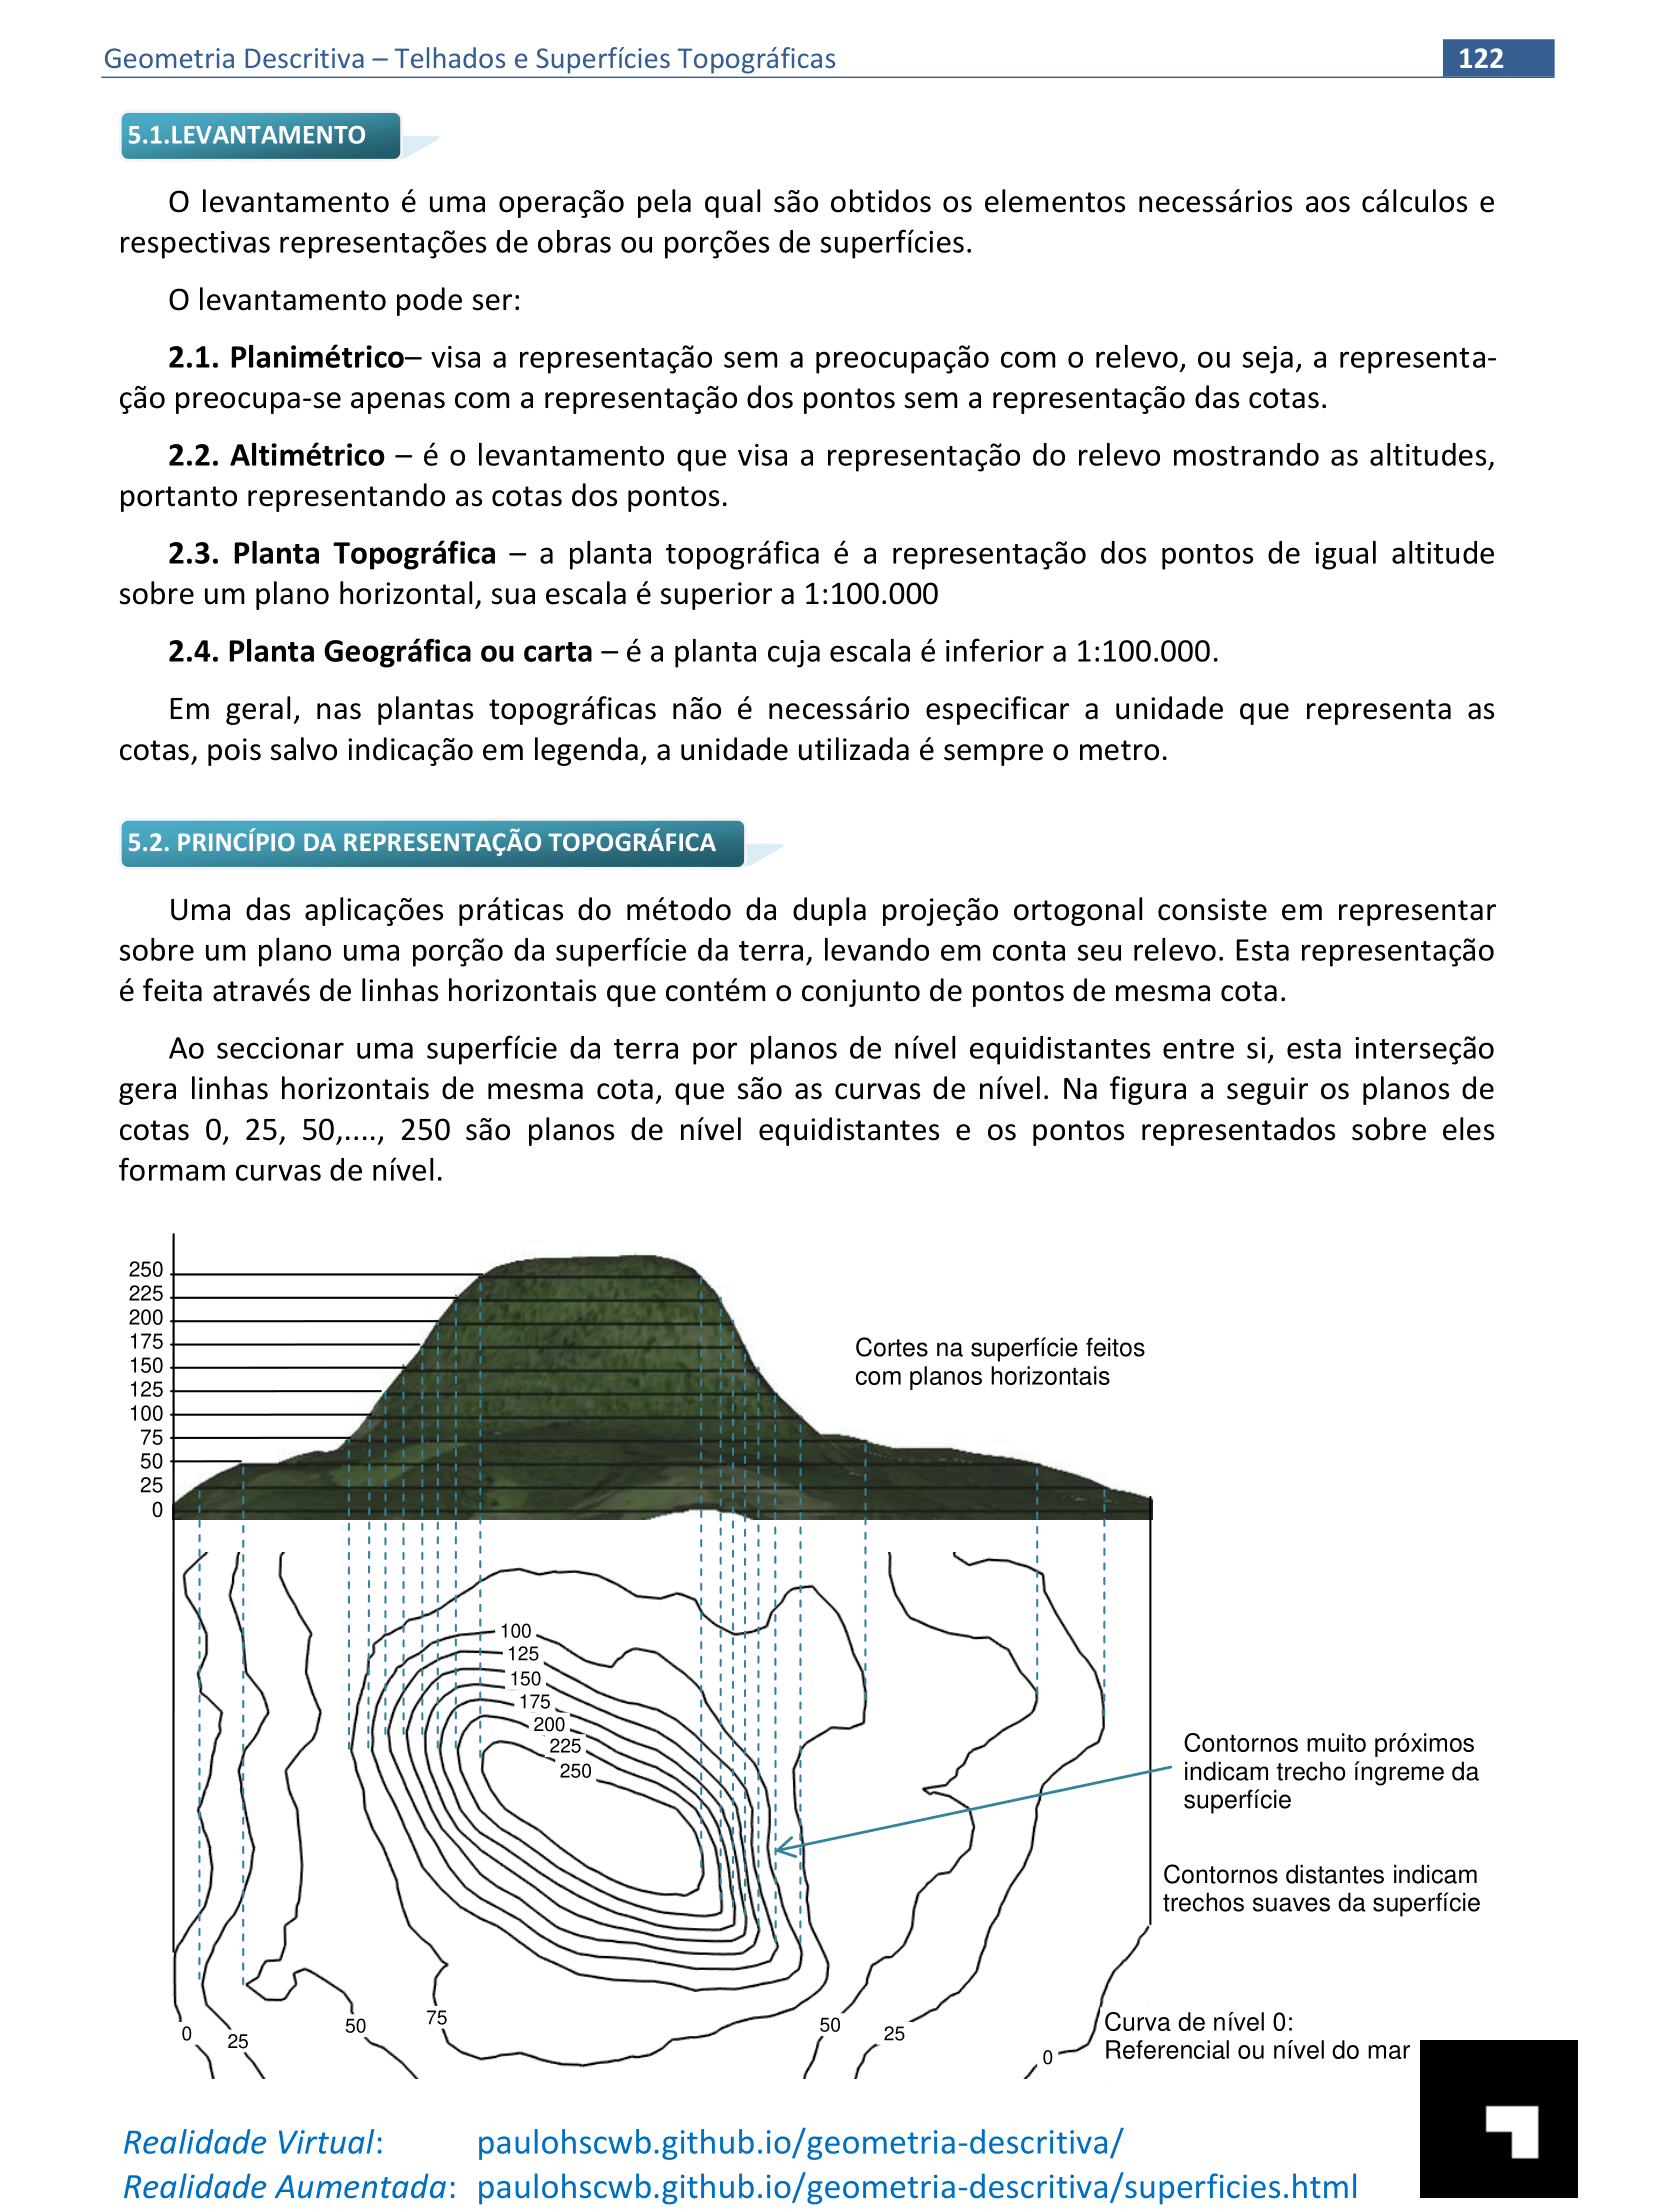 Geometria Descritiva – Telhados e Superfícies Topográficas 122
5.1.LEVANTAMENTO
O levantamento é uma operação pela qual são obtidos os elementos necessários aos cálculos e
respectivas representações de obras ou porções de superfícies.
O levantamento pode ser:
2.1. Planimétrico– visa a representação sem a preocupação com o relevo, ou seja, a representa-
ção preocupa-se apenas com a representação dos pontos sem a representação das cotas.
2.2. Altimétrico – é o levantamento que visa a representação do relevo mostrando as altitudes,
portanto representando as cotas dos pontos.
2.3. Planta Topográfica – a planta topográfica é a representação dos pontos de igual altitude
sobre um plano horizontal, sua escala é superior a 1:100.000
2.4. Planta Geográfica ou carta – é a planta cuja escala é inferior a 1:100.000.
Em geral, nas plantas topográficas não é necessário especificar a unidade que representa as
cotas, pois salvo indicação em legenda, a unidade utilizada é sempre o metro.
5.2. PRINCÍPIO DA REPRESENTAÇÃO TOPOGRÁFICA
Uma das aplicações práticas do método da dupla projeção ortogonal consiste em representar
sobre um plano uma porção da superfície da terra, levando em conta seu relevo. Esta representação
é feita através de linhas horizontais que contém o conjunto de pontos de mesma cota.
Ao seccionar uma superfície da terra por planos de nível equidistantes entre si, esta interseção
gera linhas horizontais de mesma cota, que são as curvas de nível. Na figura a seguir os planos de
cotas 0, 25, 50,...., 250 são planos de nível equidistantes e os pontos representados sobre eles
formam curvas de nível.
250
225
200
175
150
125
100
75
50
25
0
Cortes na superfície feitos
com planos horizontais
100
125
150
175
200
225
250
Contornos muito próximos
indicam trecho íngreme da
superfície
Contornos distantes indicam
trechos suaves da superfície
0
25
50
75
50
25
0
Curva de nível 0:
Referencial ou nível do mar
Realidade Virtual: paulohscwb.github.io/geometria-descritiva/
Realidade Aumentada: paulohscwb.github.io/geometria-descritiva/superficies.html